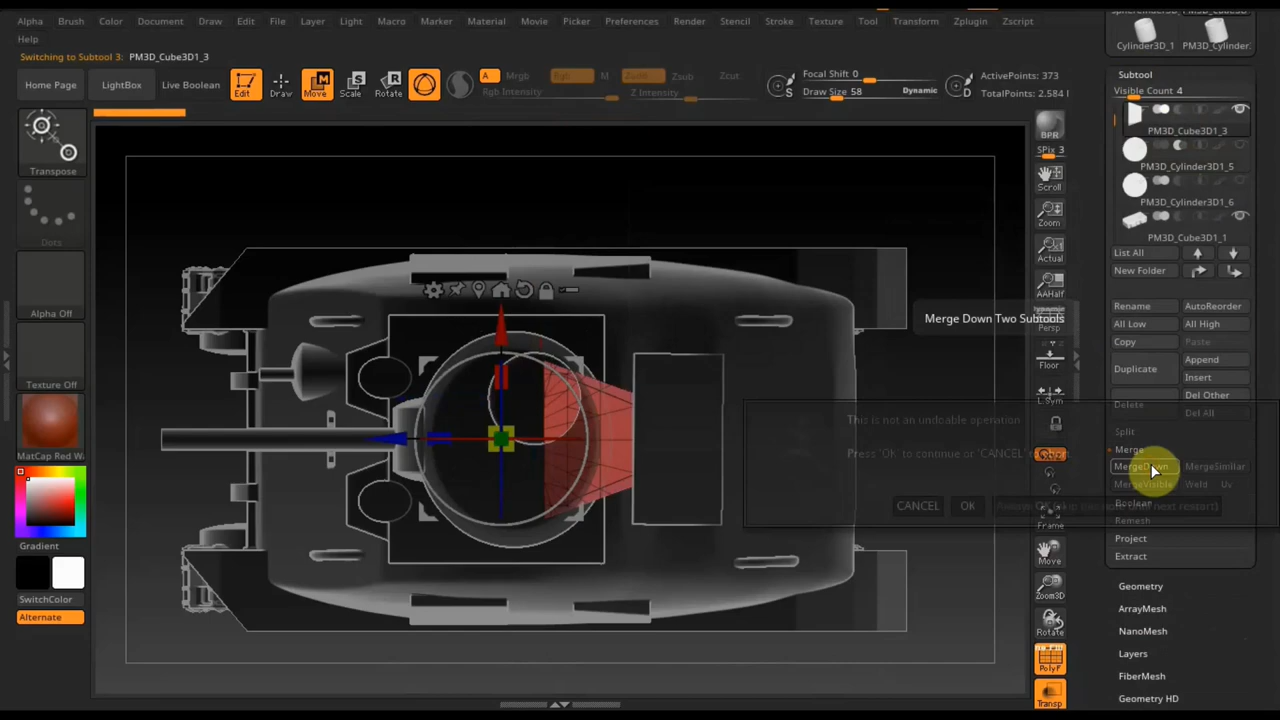 Alpha Brush Color Document Draw Edit File Layer Light Macro Marker Material Movie Picker Preferences Render Stencil Stroke Texture Tool Transform Zplugin Zscript
Help
Switching to Subtool 3: PM3D_Cube3D1_3
Home Page
LightBox
Live Boolean
Edit
Draw
Move
Scale
Rotate
A Mrgb Rgb M Zadd Zsub Zcut
Rgb Intensity
Z Intensity
S
Focal Shift 0
Draw Size 58
Dynamic
D
ActivePoints: 373
TotalPoints: 2.584
Transpose
Dots
Alpha Off
Texture Off
MatCap Red W
Gradient
SwitchColor
Alternate
BPR
SPix 3
Scroll
Zoom
Actual
AAHalf
Persp
Floor
L.Sym
Frame
Move
Zoom3D
Rotate
PolyF
Transp
Merge Down Two Subtools
This is not an undoable operation
Press 'OK' to continue or 'CANCEL'
CANCEL
OK
Cylinder3D_1
PM3D_Cylinder.
Subtool
Visible Count 4
PM3D_Cube3D1_3
PM3D_Cylinder3D1_5
PM3D_Cylinder3D1_6
PM3D_Cube3D1_1
List All
New Folder
Rename
AutoReorder
All Low
All High
Copy
Paste
Duplicate
Append
Insert
Delete
Del Other
Del All
Split
Merge
MergeDown
MergeSimilar
MergeVisible
Weld
Uv
Boolean
Remesh
Project
Extract
Geometry
ArrayMesh
NanoMesh
Layers
FiberMesh
Geometry HD